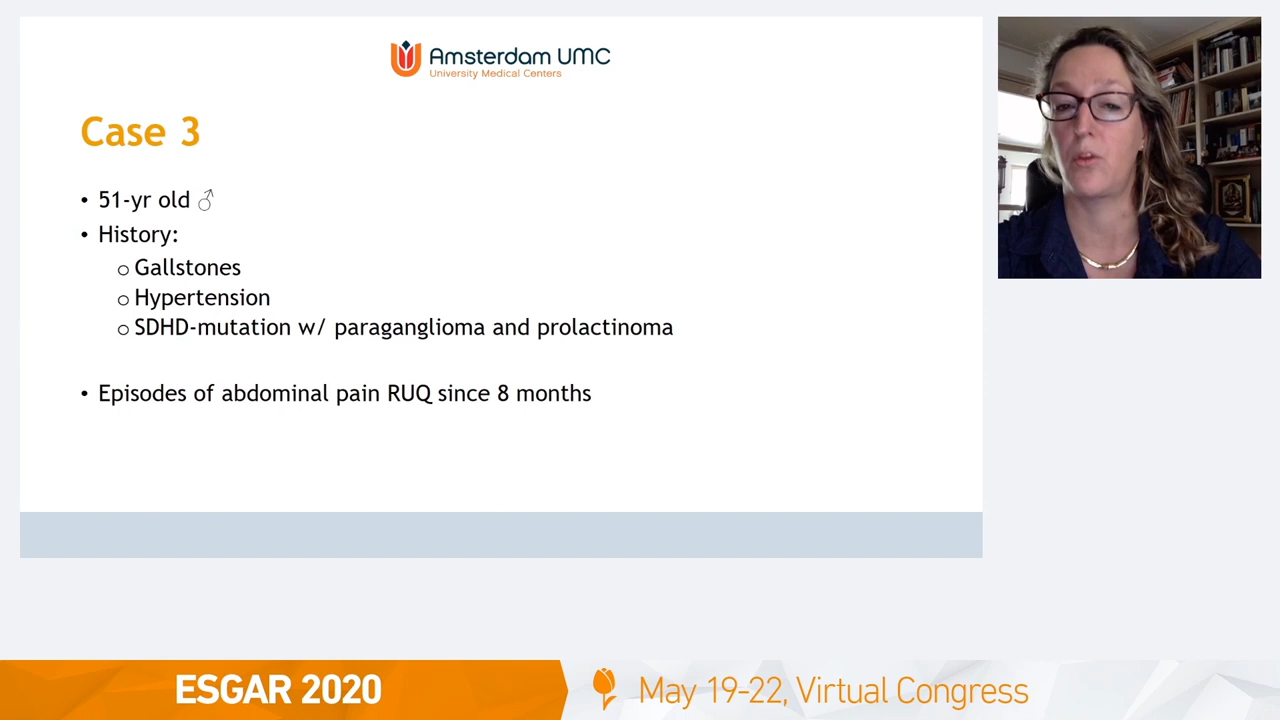 Amsterdam UMC
University Medical Centers
Case 3
• 51-yr old ♂
• History:
o Gallstones
o Hypertension
o SDHD-mutation w/ paraganglioma and prolactinoma
• Episodes of abdominal pain RUQ since 8 months
ESGAR 2020
May 19-22, Virtual Congress